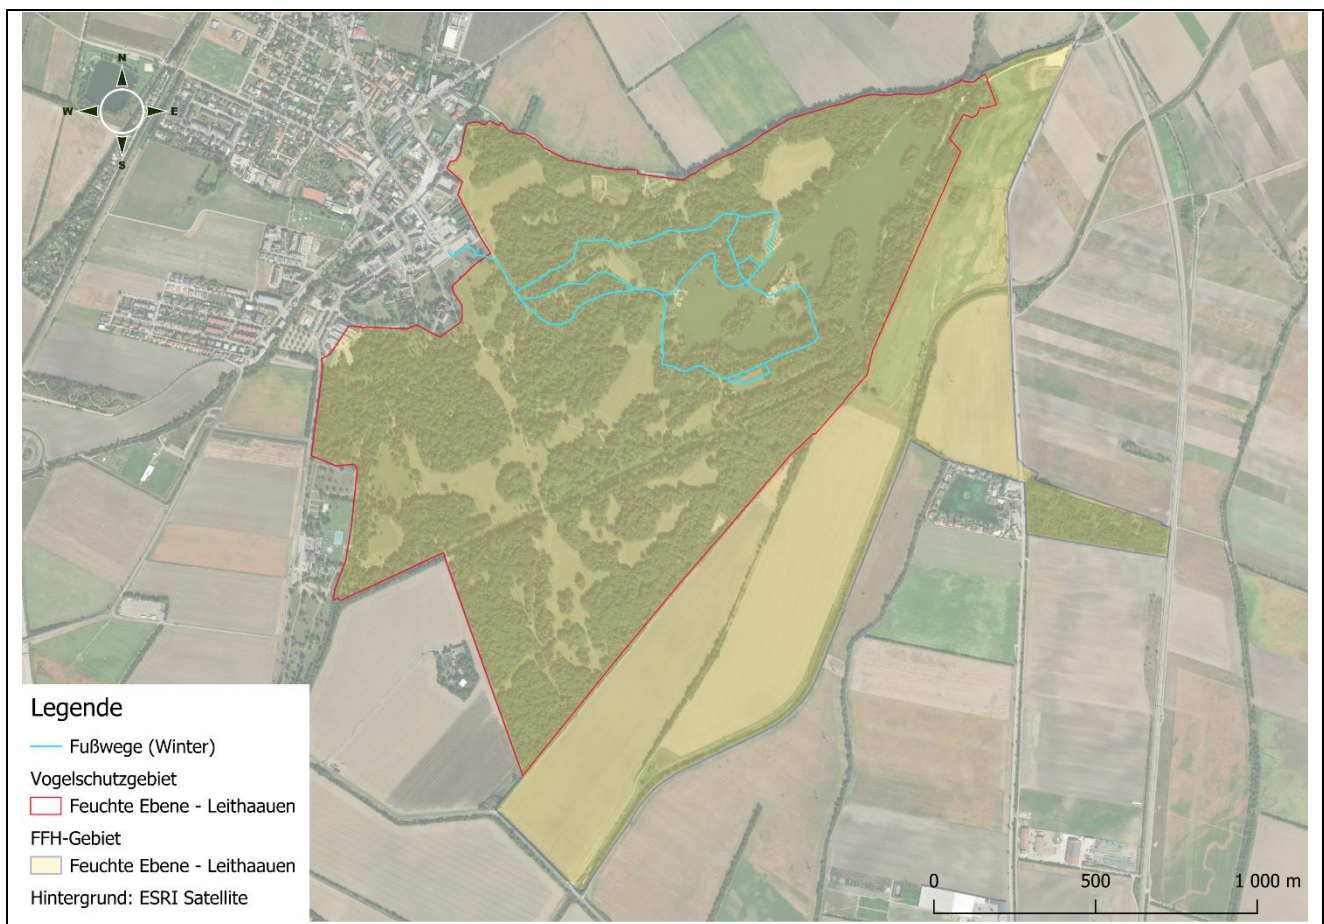 N
W E
S
Legende
Fußwege (Winter)
Vogelschutzgebiet
Feuchte Ebene - Leithaauen
FFH-Gebiet
Feuchte Ebene - Leithaauen
Hintergrund: ESRI Satellite
0 500 1 000 m